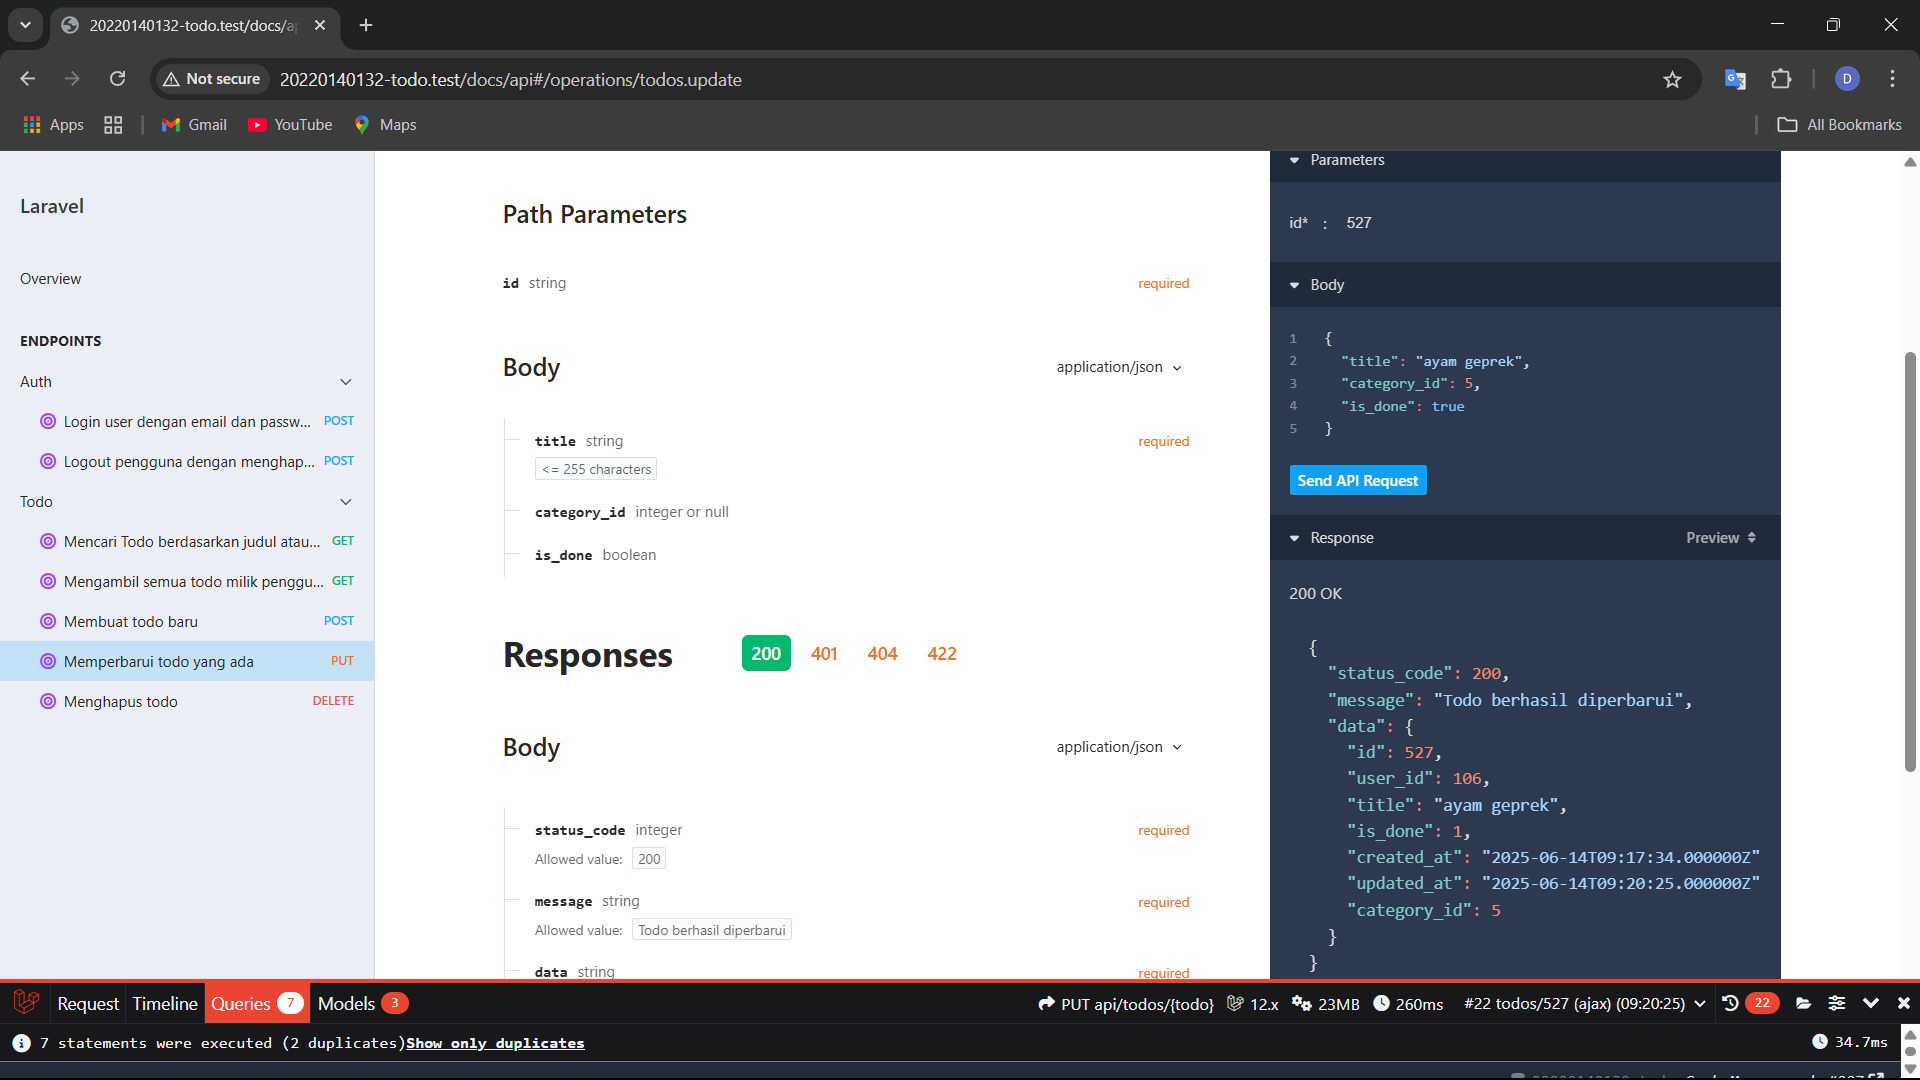 20220140132-todo.test/docs/ap
Not secure
20220140132-todo.test/docs/api#/operations/todos.update
D
Apps
Gmail
YouTube
Maps
All Bookmarks
Laravel
Overview
ENDPOINTS
Auth
Login user dengan email dan passw... POST
Logout pengguna dengan menghap... POST
Todo
Mencari Todo berdasarkan judul atau... GET
Mengambil semua todo milik penggu... GET
Membuat todo baru POST
Memperbarui todo yang ada PUT
Menghapus todo DELETE
Path Parameters
id string required
Body application/json
title string required
<= 255 characters
category_id integer or null
is_done boolean
Responses 200 401 404 422
Body application/json
status_code integer required
Allowed value: 200
message string required
Allowed value: Todo berhasil diperbarui
data string required
Parameters
id* : 527
Body
1 {
2 "title": "ayam geprek",
3 "category_id": 5,
4 "is_done": true
5 }
Send API Request
Response Preview
200 OK
{
"status_code": 200,
"message": "Todo berhasil diperbarui",
"data": {
"id": 527,
"user_id": 106,
"title": "ayam geprek",
"is_done": 1,
"created_at": "2025-06-14T09:17:34.000000Z"
"updated_at": "2025-06-14T09:20:25.000000Z"
"category_id": 5
}
}
Request Timeline Queries 7 Models 3 PUT api/todos/{todo} 12.x 23MB 260ms #22 todos/527 (ajax) (09:20:25) 22
7 statements were executed (2 duplicates)Show only duplicates 34.7ms